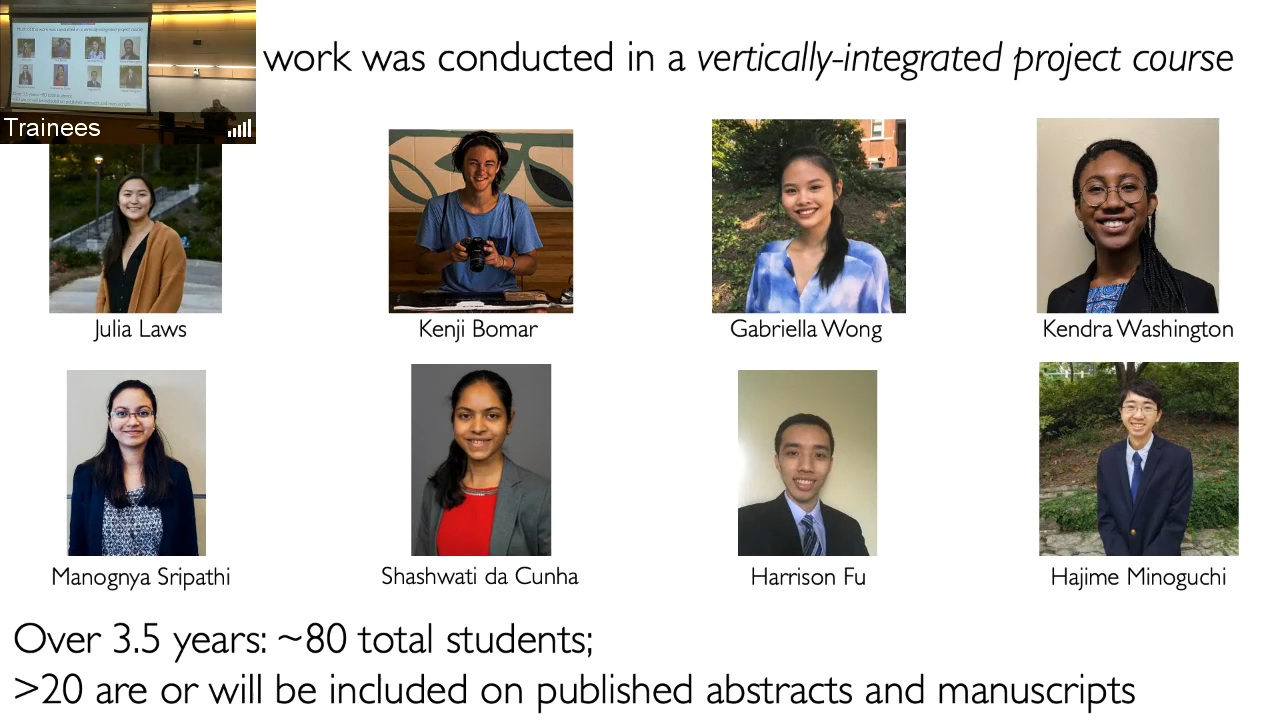 work was conducted in a vertically-integrated project course
Trainees
Julia Laws
Kenji Bomar
Gabriella Wong
Kendra Washington
Manognya Sripathi
Shashwati da Cunha
Harrison Fu
Hajime Minoguchi
Over 3.5 years: ~80 total students;
>20 are or will be included on published abstracts and manuscripts